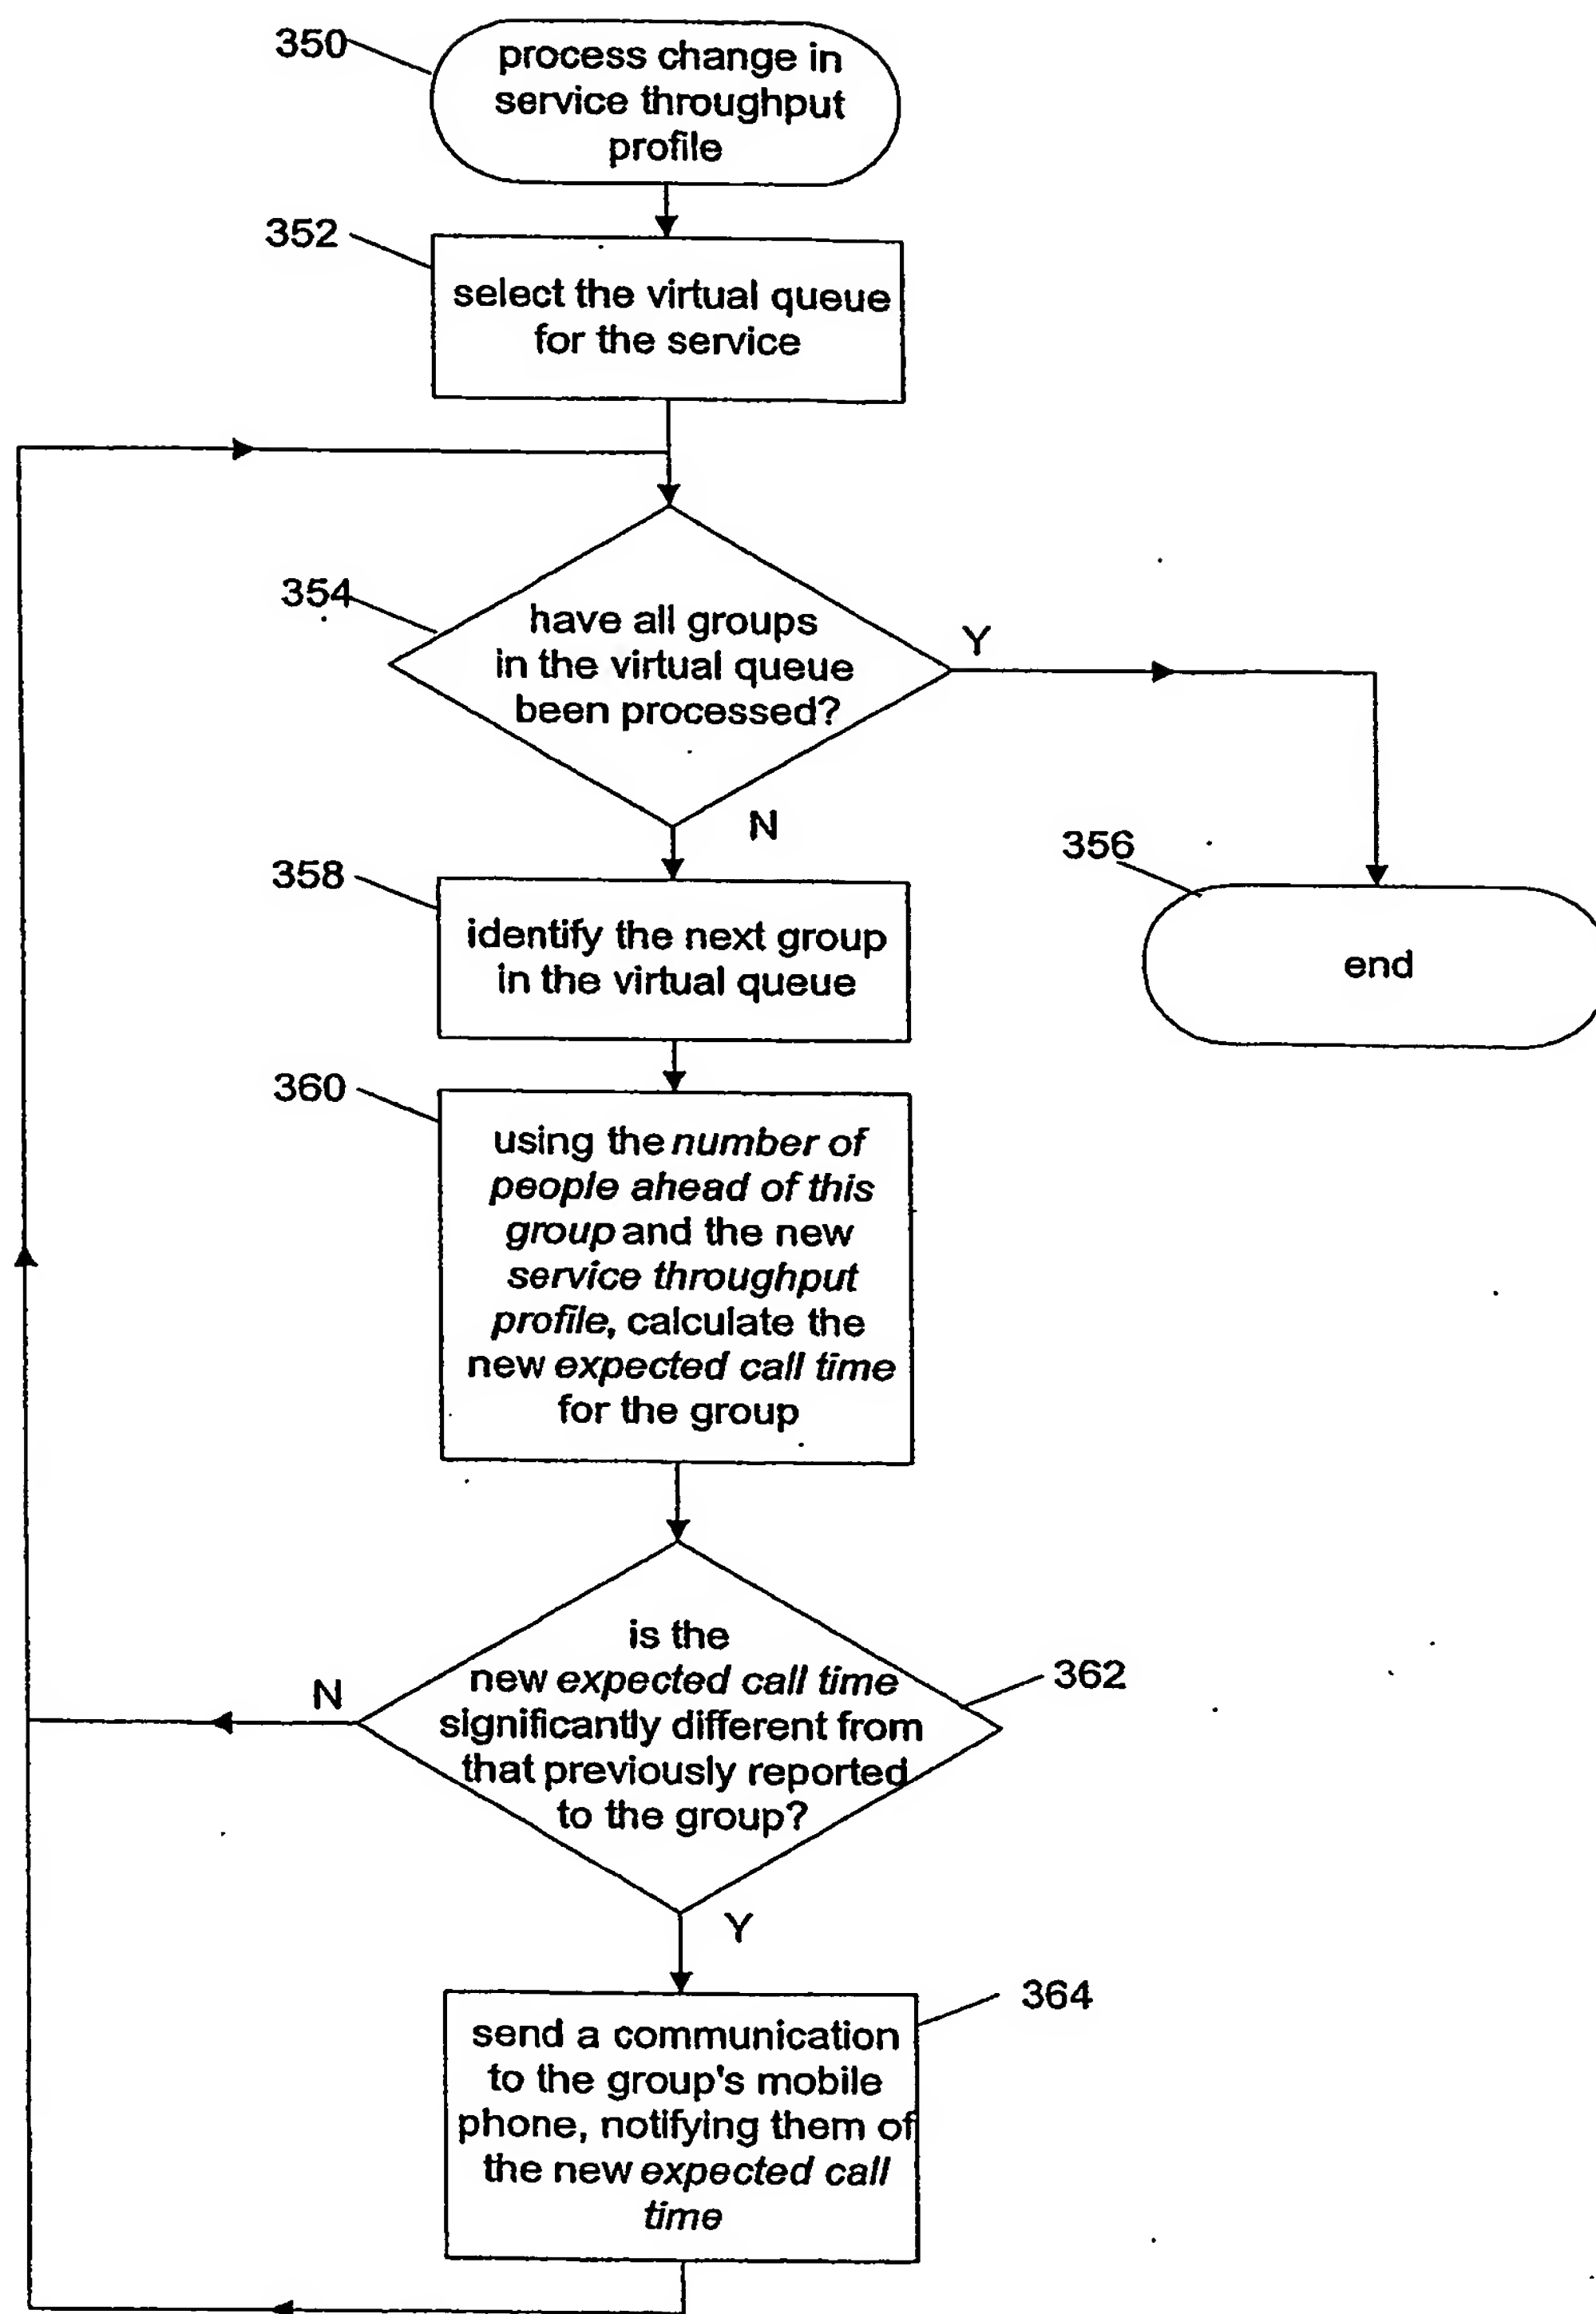 350
process change in
service throughput
profile
352
select the virtual queue
for the service
354
have all groups
in the virtual queue
been processed?
Y
N
356
end
358
identify the next group
in the virtual queue
360
using the number of
people ahead of this
group and the new
service throughput
profile, calculate the
new expected call time
for the group
362
is the
new expected call time
significantly different from
that previously reported
to the group?
N
Y
364
send a communication
to the group's mobile
phone, notifying them of
the new expected call
time